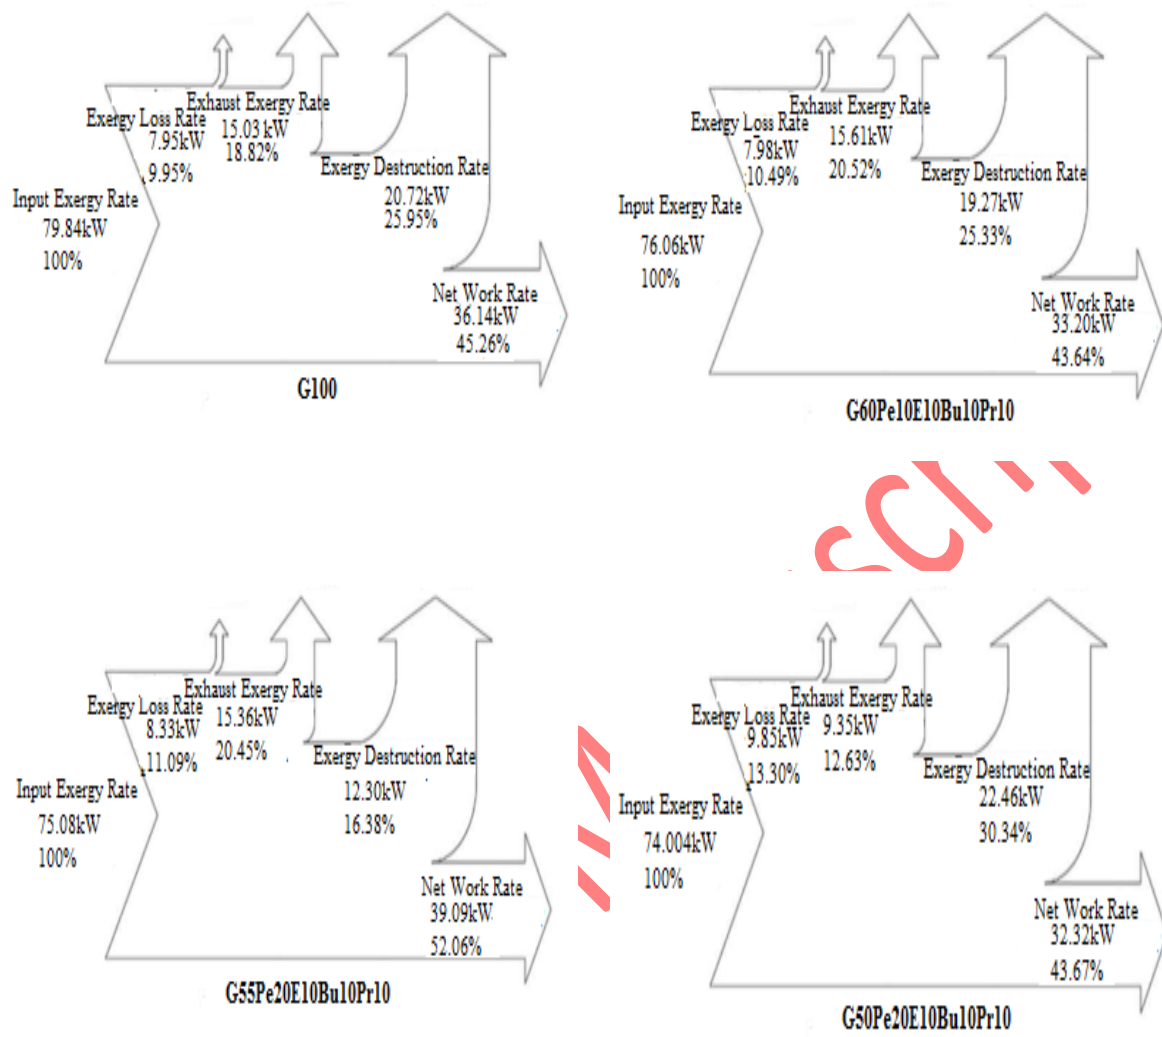 Exhaust Exergy Rate
15.03 kW
18.82%
Exergy Loss Rate
7.95kW
9.95%
Exergy Destruction Rate
20.72kW
25.95%
Input Exergy Rate
79.84kW
100%
Net Work Rate
36.14kW
45.26%
G100
Exhaust Exergy Rate
15.61kW
20.52%
Exergy Loss Rate
7.98kW
10.49%
Exergy Destruction Rate
19.27kW
25.33%
Input Exergy Rate
76.06kW
100%
Net Work Rate
33.20kW
43.64%
G60Pe10E10Bu10Pr10
Exhaust Exergy Rate
15.36kW
20.45%
Exergy Loss Rate
8.33kW
11.09%
Exergy Destruction Rate
12.30kW
16.38%
Input Exergy Rate
75.08kW
100%
Net Work Rate
39.09kW
52.06%
G55Pe20E10Bu10Pr10
Exhaust Exergy Rate
9.35kW
12.63%
Exergy Loss Rate
9.85kW
13.30%
Exergy Destruction Rate
22.46kW
30.34%
Input Exergy Rate
74.004kW
100%
Net Work Rate
32.32kW
43.67%
G50Pe20E10Bu10Pr10